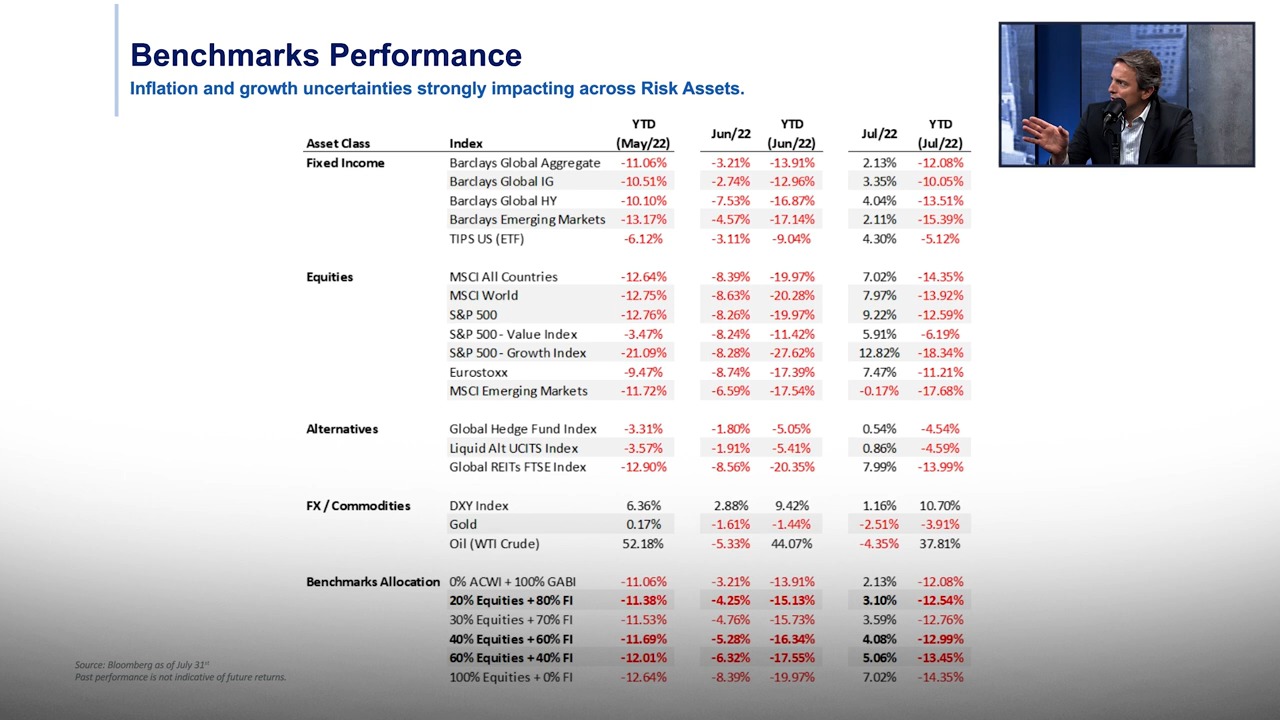 Benchmarks Performance
Inflation and growth uncertainties strongly impacting across Risk Assets.
YTD YTD YTD
Jun/22 Jul/22
Asset Class Index (May/22) (Jun/22) (Jul/22)
Fixed Income Barclays Global Aggregate -11.06% -3.21% -13.91% 2.13% -12.08%
Barclays Global IG -10.51% -2.74% -12.96% 3.35% -10.05%
Barclays Global HY -10.10% -7.53% -16.87% 4.04% -13.51%
Barclays Emerging Markets -13.17% -4.57% -17.14% 2.11% -15.39%
TIPS US (ETF) -6.12% -3.11% -9.04% 4.30% -5.12%
Equities MSCI All Countries -12.64% -8.39% -19.97% 7.02% -14.35%
MSCI World -12.75% -8.63% -20.28% 7.97% -13.92%
S&P 500 -12.76% -8.26% -19.97% 9.22% -12.59%
S&P 500 - Value Index -3.47% -8.24% -11.42% 5.91% -6.19%
S&P 500 - Growth Index -21.09% -8.28% -27.62% 12.82% -18.34%
Eurostoxx -9.47% -8.74% -17.39% 7.47% -11.21%
MSCI Emerging Markets -11.72% -6.59% -17.54% -0.17% -17.68%
Alternatives Global Hedge Fund Index -3.31% -1.80% -5.05% 0.54% -4.54%
Liquid Alt UCITS Index -3.57% -1.91% -5.41% 0.86% -4.59%
Global REITs FTSE Index -12.90% -8.56% -20.35% 7.99% -13.99%
FX / Commodities DXY Index 6.36% 2.88% 9.42% 1.16% 10.70%
Gold 0.17% -1.61% -1.44% -2.51% -3.91%
Oil (WTI Crude) 52.18% -5.33% 44.07% -4.35% 37.81%
Benchmarks Allocation 0% ACWI + 100% GABI -11.06% -3.21% -13.91% 2.13% -12.08%
20% Equities + 80% FI -11.38% -4.25% -15.13% 3.10% -12.54%
30% Equities + 70% FI -11.53% -4.76% -15.73% 3.59% -12.76%
40% Equities + 60% FI -11.69% -5.28% -16.34% 4.08% -12.99%
60% Equities + 40% FI -12.01% -6.32% -17.55% 5.06% -13.45%
100% Equities + 0% FI -12.64% -8.39% -19.97% 7.02% -14.35%
Source: Bloomberg as of July 31st
Past performance is not indicative of future returns.